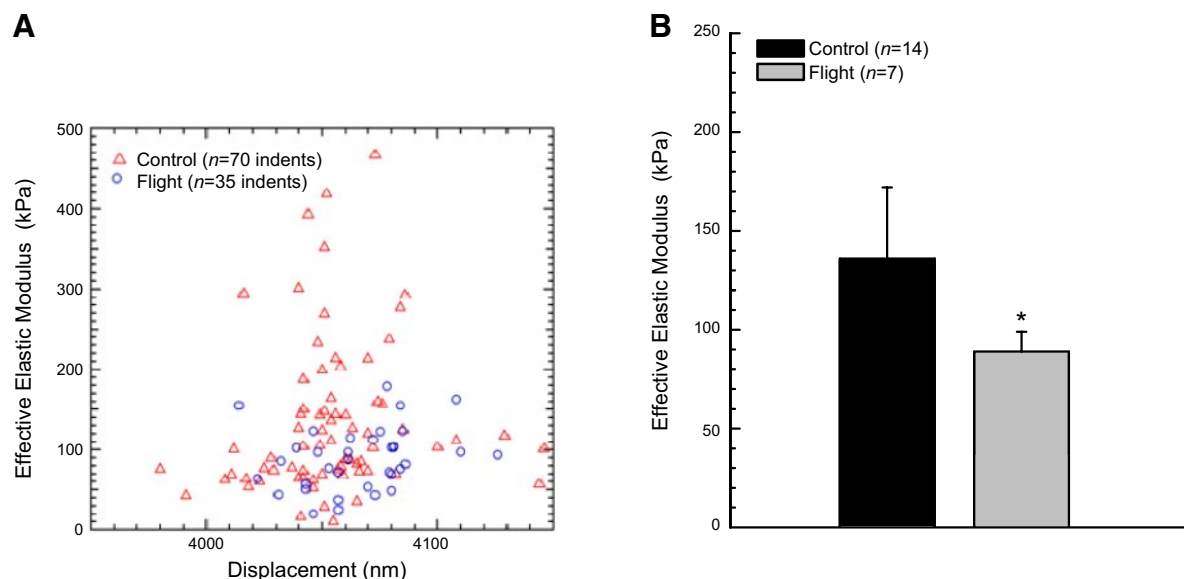 A
Effective Elastic Modulus (kPa)
500
400
300
200
100
0
Control (n=70 indents)
Flight (n=35 indents)
4000
4100
Displacement (nm)
B
Effective Elastic Modulus (kPa)
250
200
150
100
50
0
Control (n=14)
Flight (n=7)
*